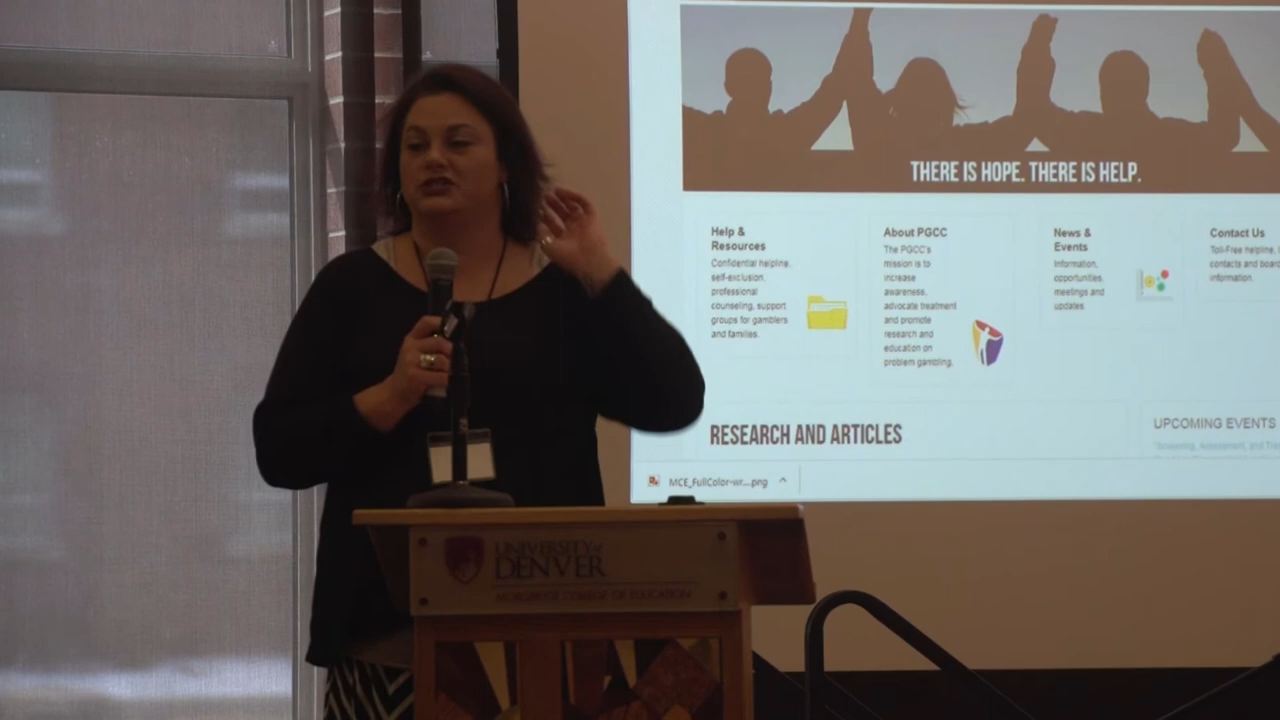 THERE IS HOPE. THERE IS HELP.
Help &
Resources
Confidential helpline,
self-exclusion,
professional
counseling, support
groups for gamblers
and families.
About PGCC
The PGCC's
mission is to
increase
awareness,
advocate treatment
and promote
research and
education on
problem gambling.
News &
Events
Information,
opportunities,
meetings and
updates
Contact Us
Toll-Free helpline,
contacts and board
information.
RESEARCH AND ARTICLES
UPCOMING EVENTS
"Screening, Assessment, and
MCE_FullColor-wr....png
UNIVERSITY of
DENVER
MORGRIDGE COLLEGE OF EDUCATION